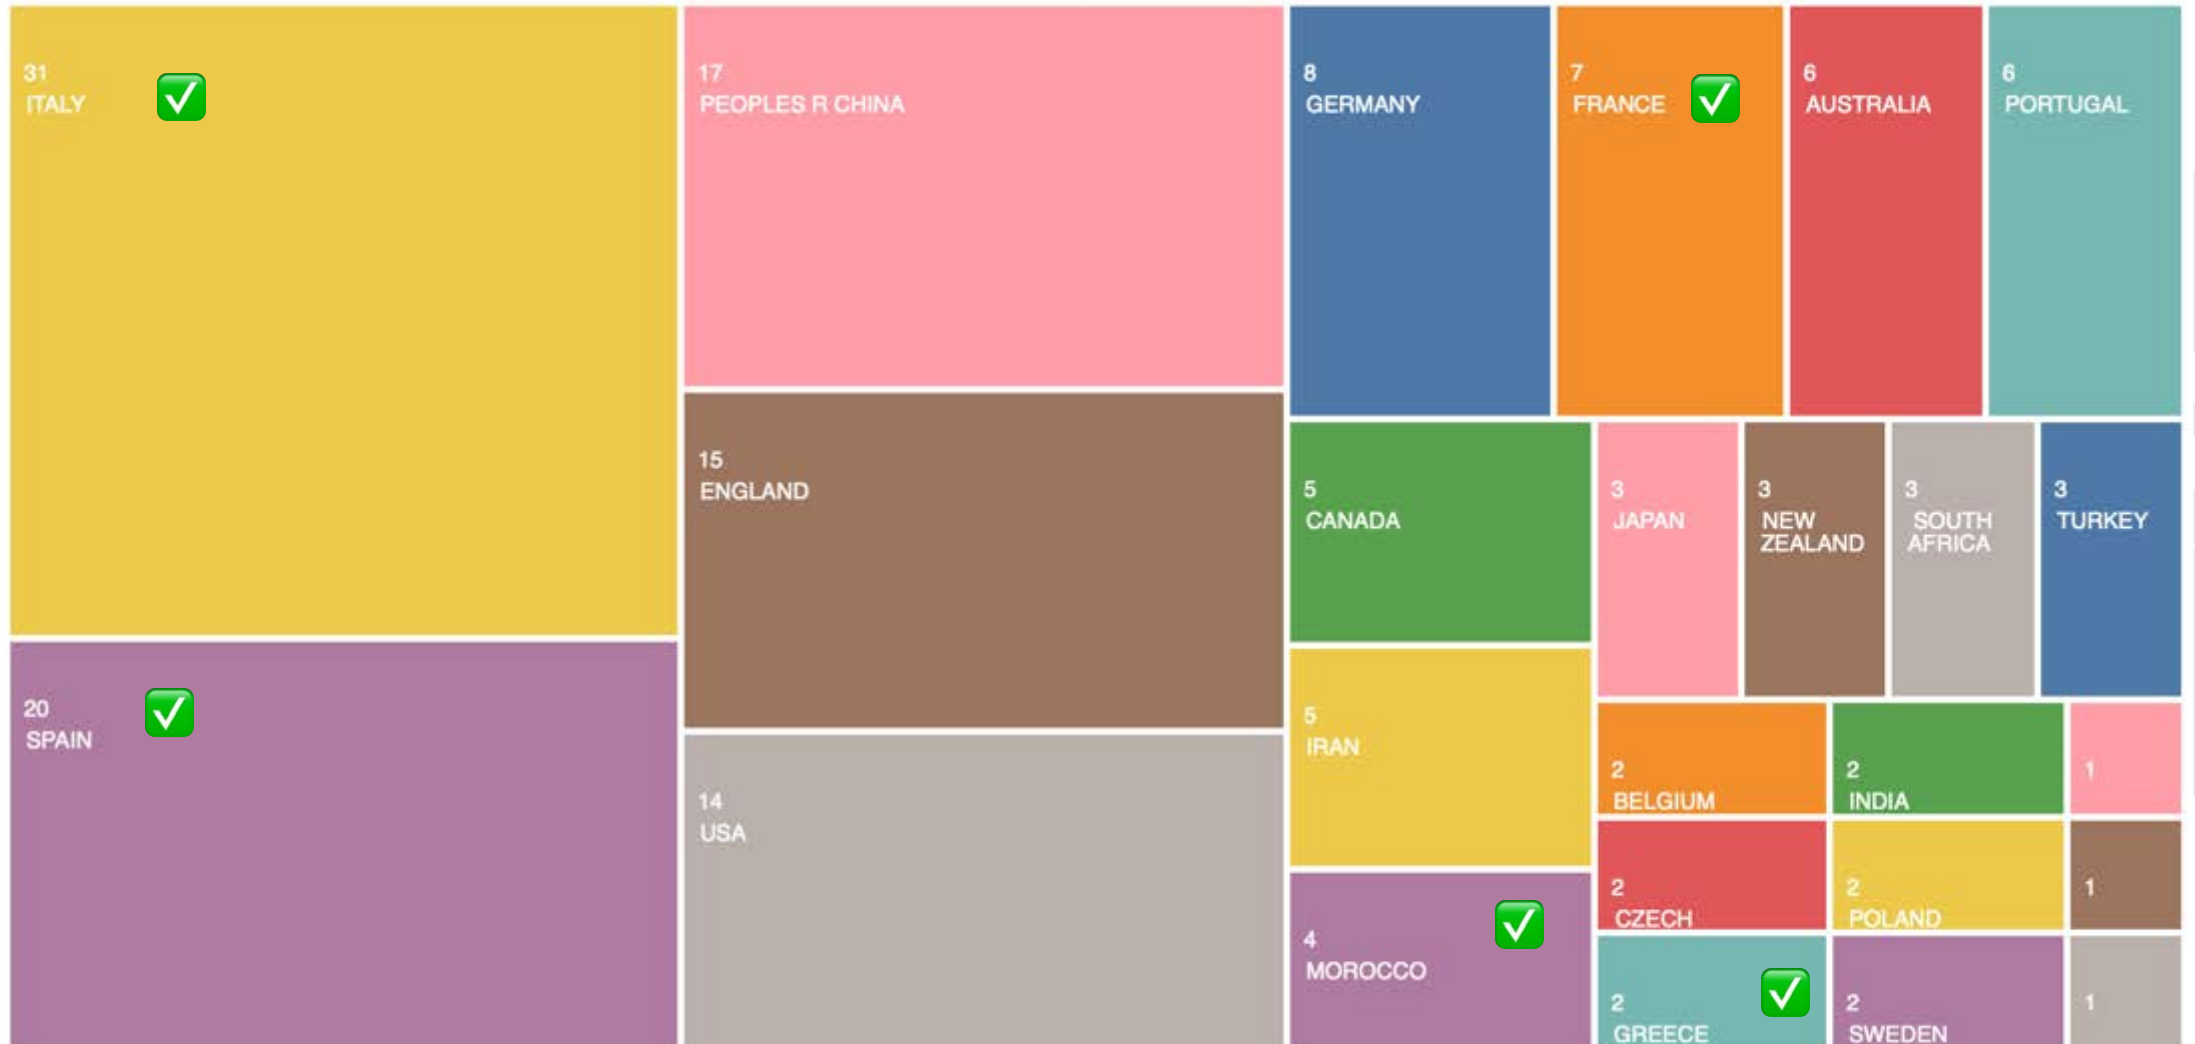 31
ITALY
20
SPAIN
17
PEOPLES R CHINA
15
ENGLAND
14
USA
8
GERMANY
7
FRANCE
6
AUSTRALIA
6
PORTUGAL
5
CANADA
5
IRAN
4
MOROCCO
3
JAPAN
3
NEW
ZEALAND
3
SOUTH
AFRICA
3
TURKEY
2
BELGIUM
2
INDIA
1
2
CZECH
2
POLAND
1
2
GREECE
2
SWEDEN
1